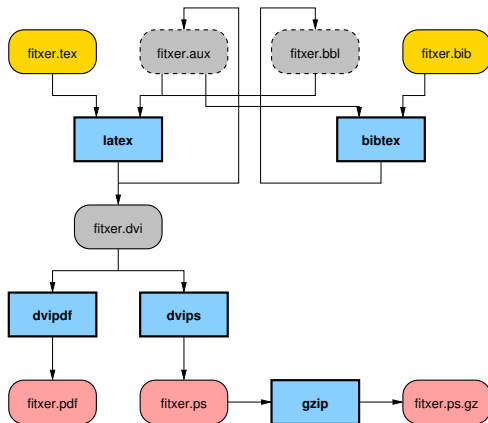 fitxer.tex
fitxer.aux
fitxer.bbl
fitxer.bib
latex
bibtex
fitxer.dvi
dvipdf
dvips
fitxer.pdf
fitxer.ps
gzip
fitxer.ps.gz